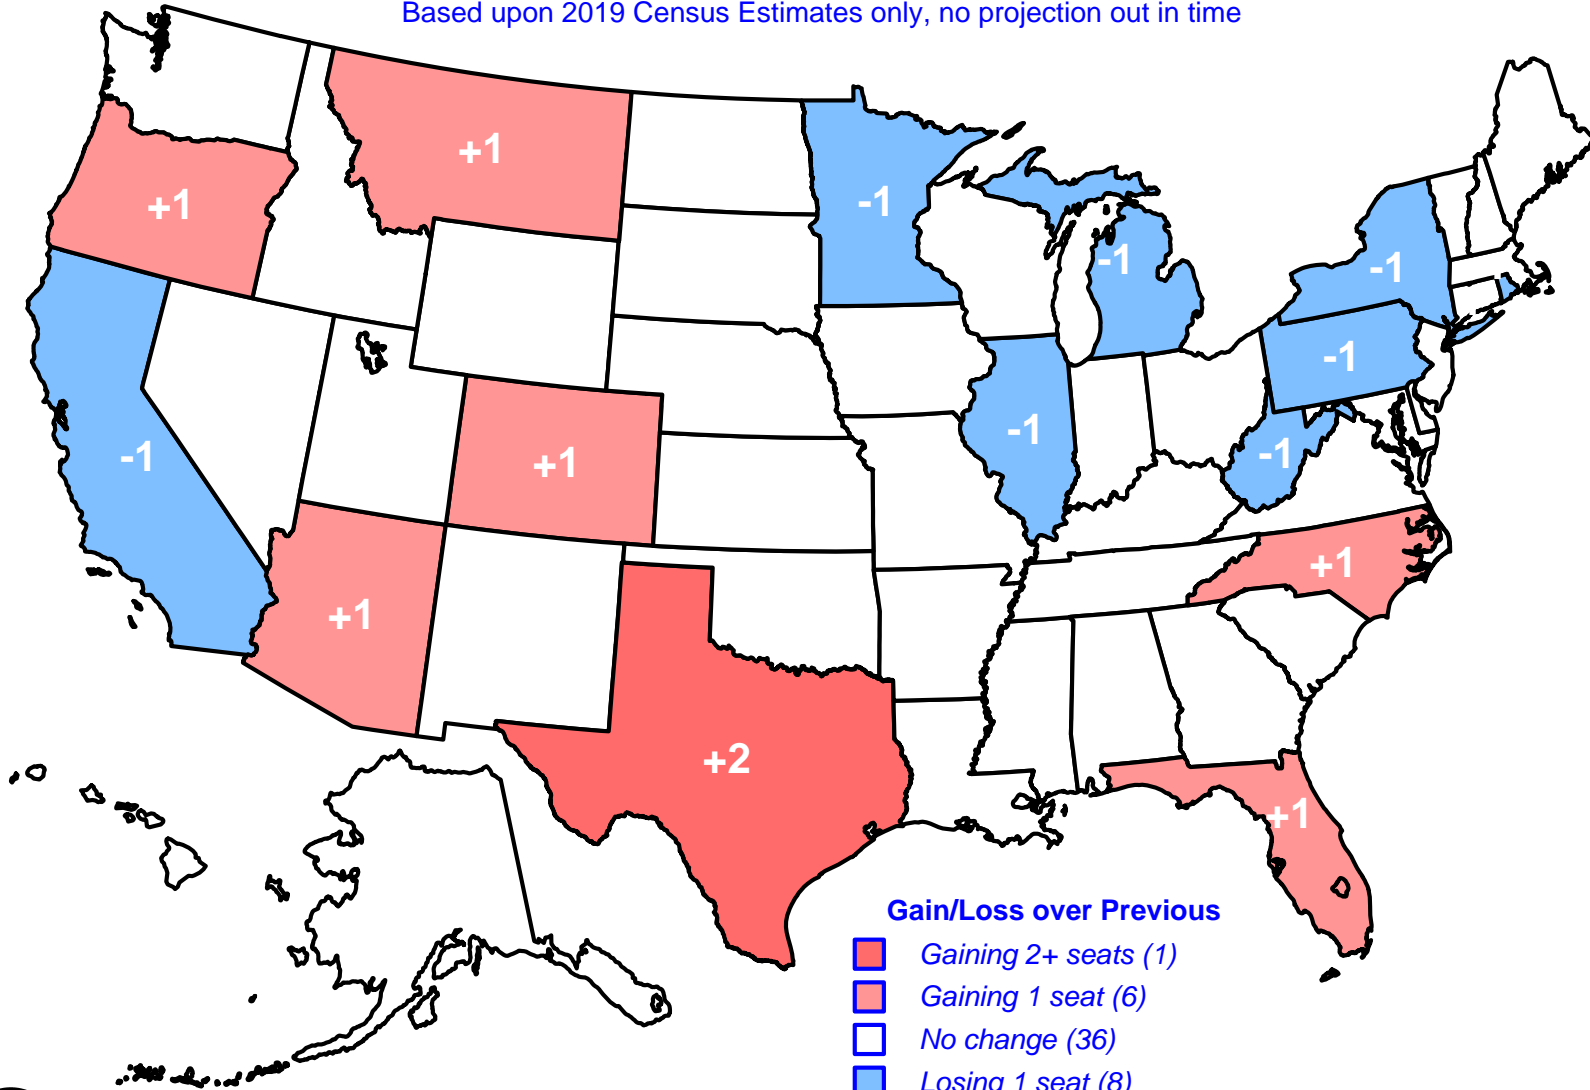 Based upon 2019 Census Estimates only, no projection out in time
+1
+1
-1
-1
-1
+1
-1
-1
-1
+1
-1
+1
+1
+2
+1
Gain/Loss over Previous
Gaining 2+ seats (1)
Gaining 1 seat (6)
No change (36)
Losing 1 seat (8)